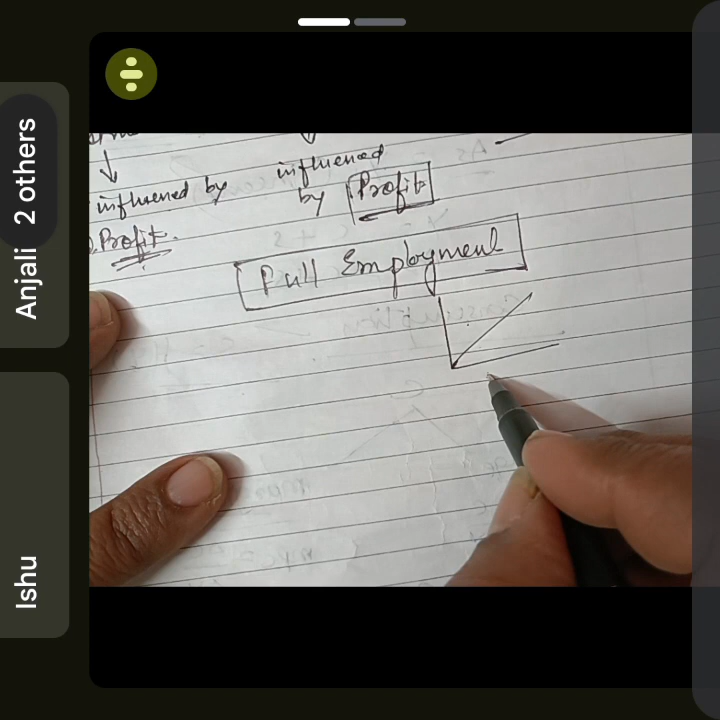 influenced by
Profit.
influenced
by Profit
Full Employment
Anjali
2 others
Ishu